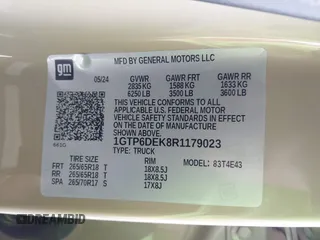 gm
MFD BY GENERAL MOTORS LLC
05/24 GVWR GAWR FRT GAWR RR
2835 KG 1588 KG 1633 KG
6250 LB 3500 LB 3600 LB
THIS VEHICLE CONFORMS TO ALL
APPLICABLE U.S. FEDERAL MOTOR
VEHICLE SAFETY STANDARDS IN EFFECT
ON THE DATE OF MANUFACTURE
SHOWN ABOVE.
1GTP6DEK8R1179023
TYPE: TRUCK
TIRE SIZE RIM 83T4E43
FRT 265/65R18 T 18X8.5J
RR 265/65R18 T 18X8.5J
SPA 265/70R17 S 17X8J
© DREAMBID